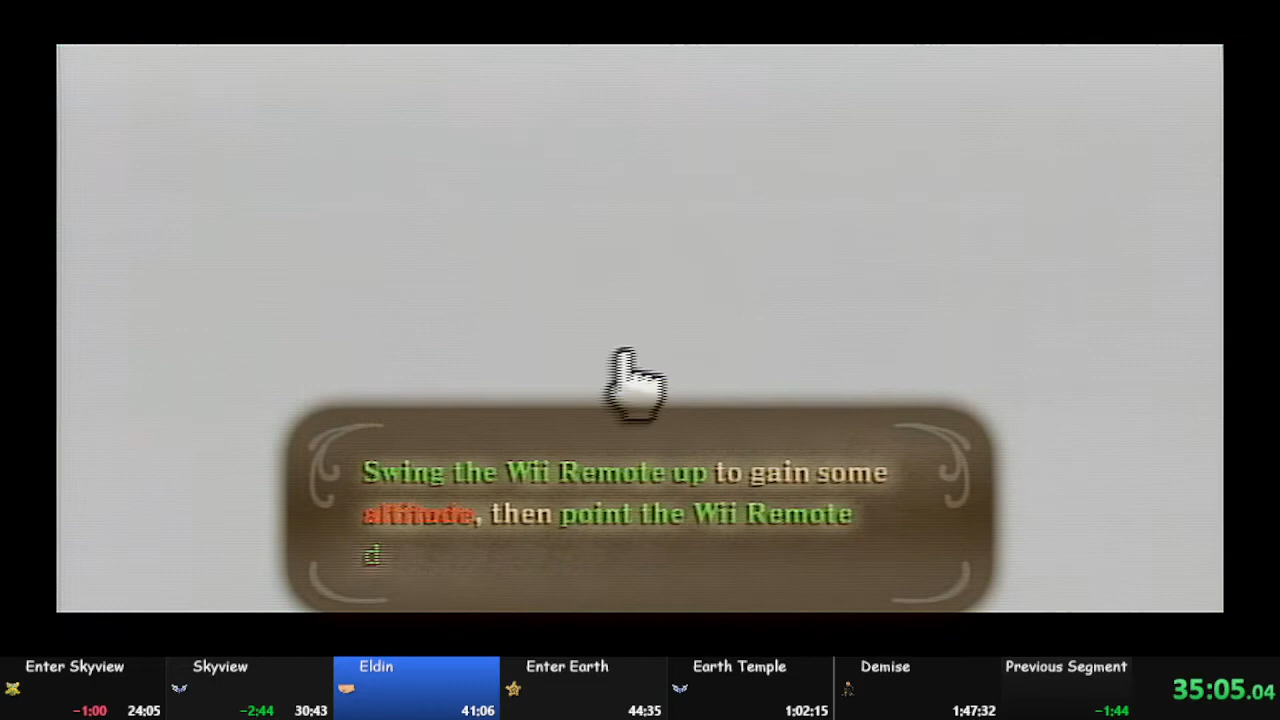 Swing the Wii Remote up to gain some
altitude, then point the Wii Remote
d
Enter Skyview
−1:00 24:05
Skyview
−2:44 30:43
Eldin
41:06
Enter Earth
44:35
Earth Temple
1:02:15
Demise
1:47:32
Previous Segment
−1:44
35:05.04